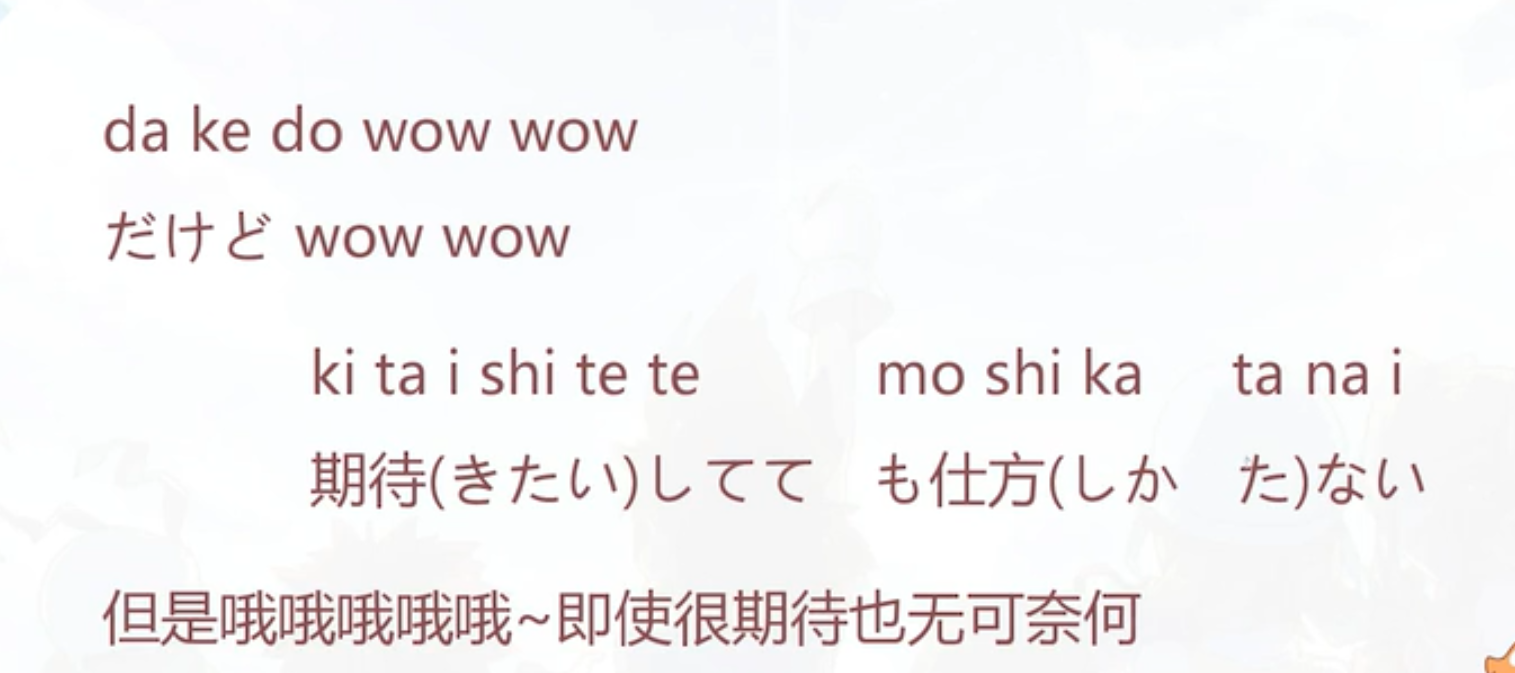 da ke do wow wow
だけど wow wow
ki ta i shi te te mo shi ka ta na i
期待(きたい)してて も仕方(しか た)ない
但是哦哦哦哦哦~即使很期待也无可奈何